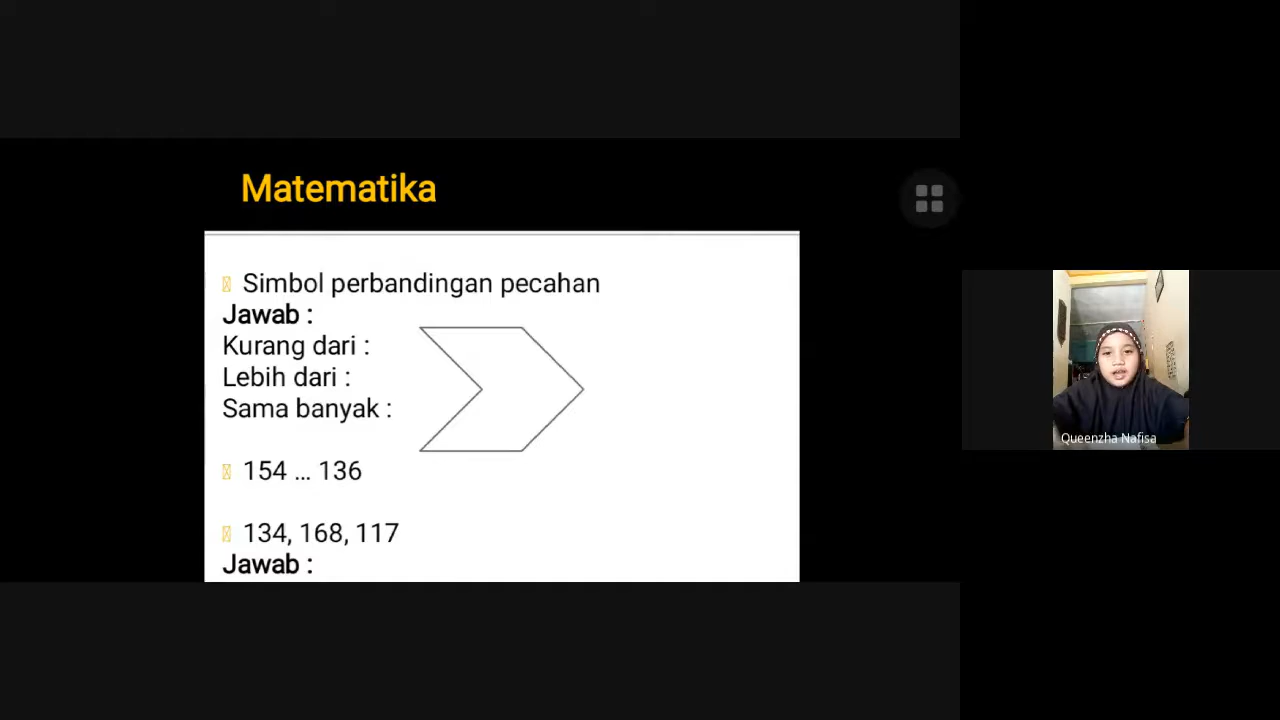 Matematika
Simbol perbandingan pecahan
Jawab :
Kurang dari :
Lebih dari :
Sama banyak :
154 ... 136
134, 168, 117
Jawab :
Queenzha Nafisa